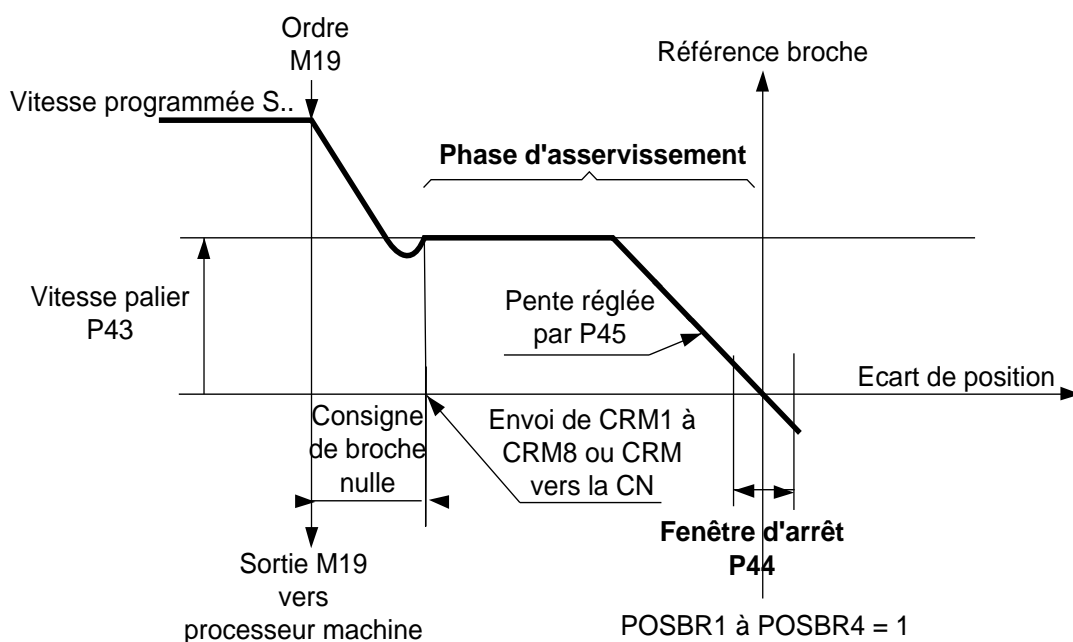 Ordre
M19
Référence broche
Vitesse programmée S..
Phase d'asservissement
Vitesse palier
P43
Pente réglée
par P45
Ecart de position
Consigne
de broche
nulle
Envoi de CRM1 à
CRM8 ou CRM
vers la CN
Fenêtre d'arrêt
P44
Sortie M19
vers
processeur machine
POSBR1 à POSBR4 = 1